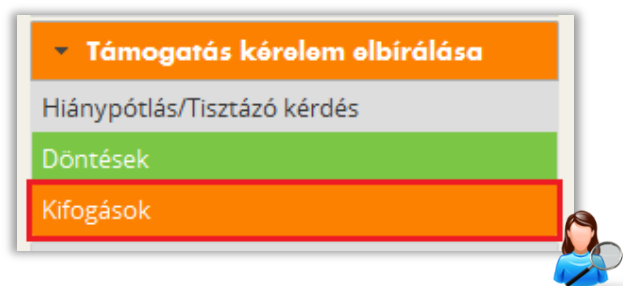 Támogatás kérelem elbírálása
Hiánypótlás/Tisztázó kérdés
Döntések
Kifogások